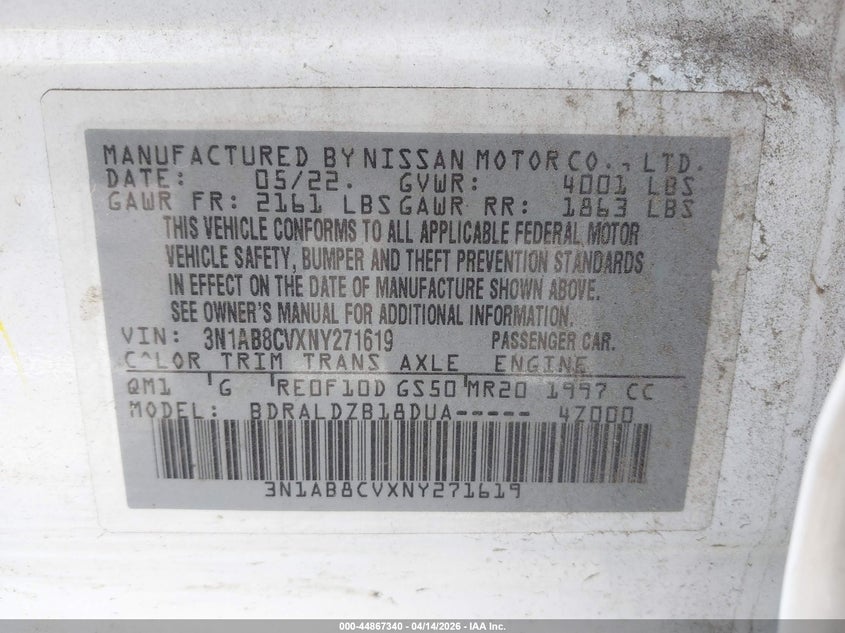 MANUFACTURED BY NISSAN MOTOR CO., LTD.
DATE: 05/22. GVWR: 4001 LBS
GAWR FR: 2161 LBS GAWR RR: 1863 LBS
THIS VEHICLE CONFORMS TO ALL APPLICABLE FEDERAL MOTOR
VEHICLE SAFETY, BUMPER AND THEFT PREVENTION STANDARDS
IN EFFECT ON THE DATE OF MANUFACTURE SHOWN ABOVE.
SEE OWNER'S MANUAL FOR ADDITIONAL INFORMATION.
VIN: 3N1AB8CVXNY271619 PASSENGER CAR.
COLOR TRIM TRANS AXLE ENGINE
QM1 G RE0F10D GS50 MR20 1997 CC
MODEL: BDRALDZB18DUA----- 4Z000
3N1AB8CVXNY271619
000-44867340 - 04/14/2026 - IAA Inc.